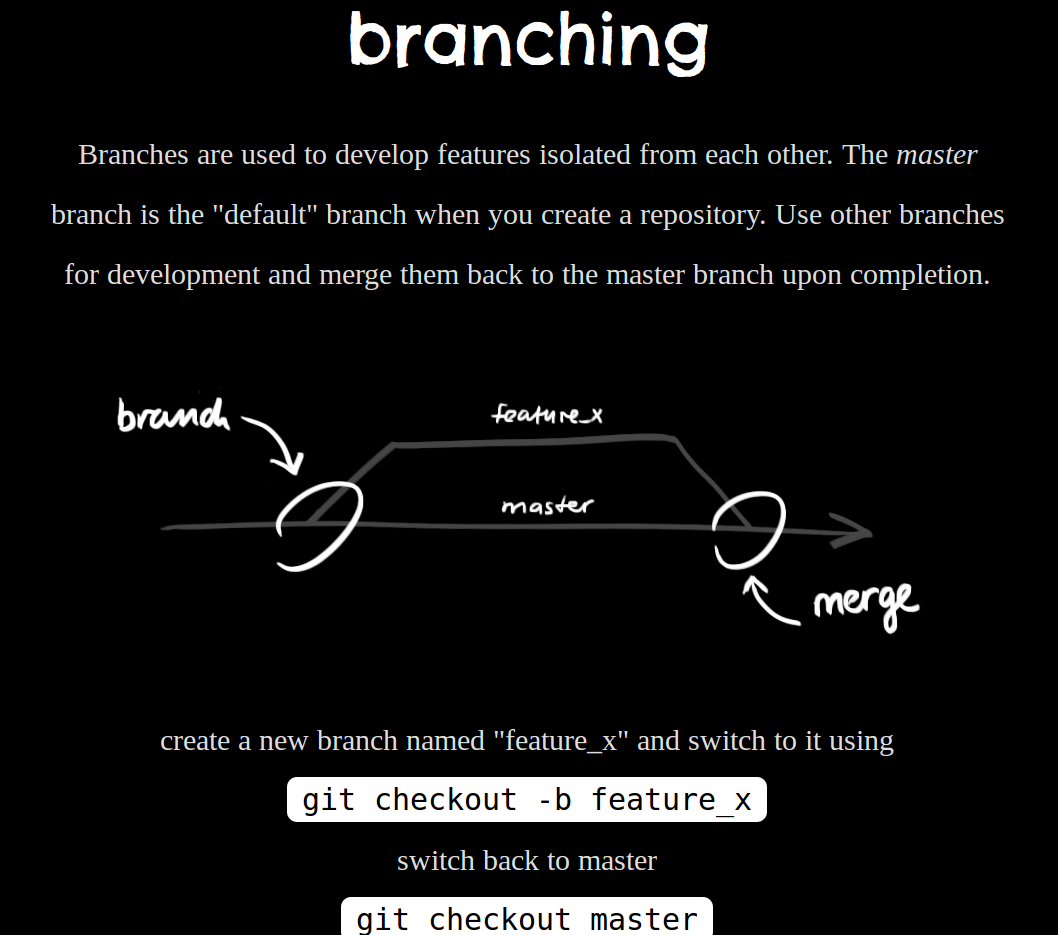 branching
Branches are used to develop features isolated from each other. The master
branch is the "default" branch when you create a repository. Use other branches
for development and merge them back to the master branch upon completion.
branch
feature_x
master
merge
create a new branch named "feature_x" and switch to it using
git checkout -b feature_x
switch back to master
git checkout master